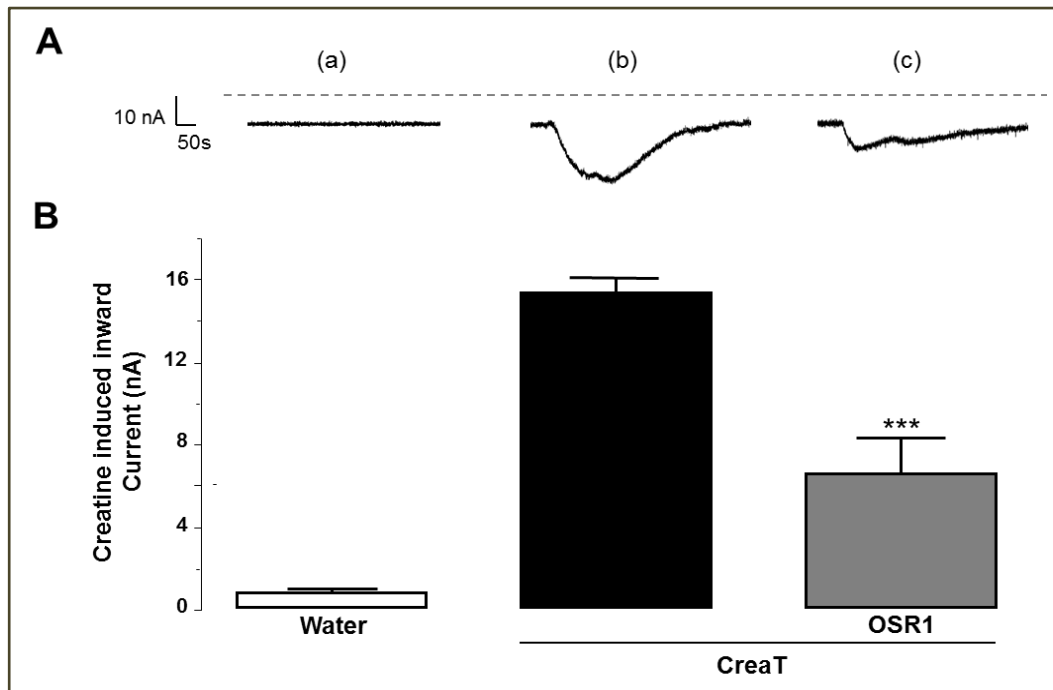 A
(a) (b) (c)
10 nA
50s
B
Creatine induced inward
Current (nA)
16
12
8
4
0
***
Water OSR1
CreaT